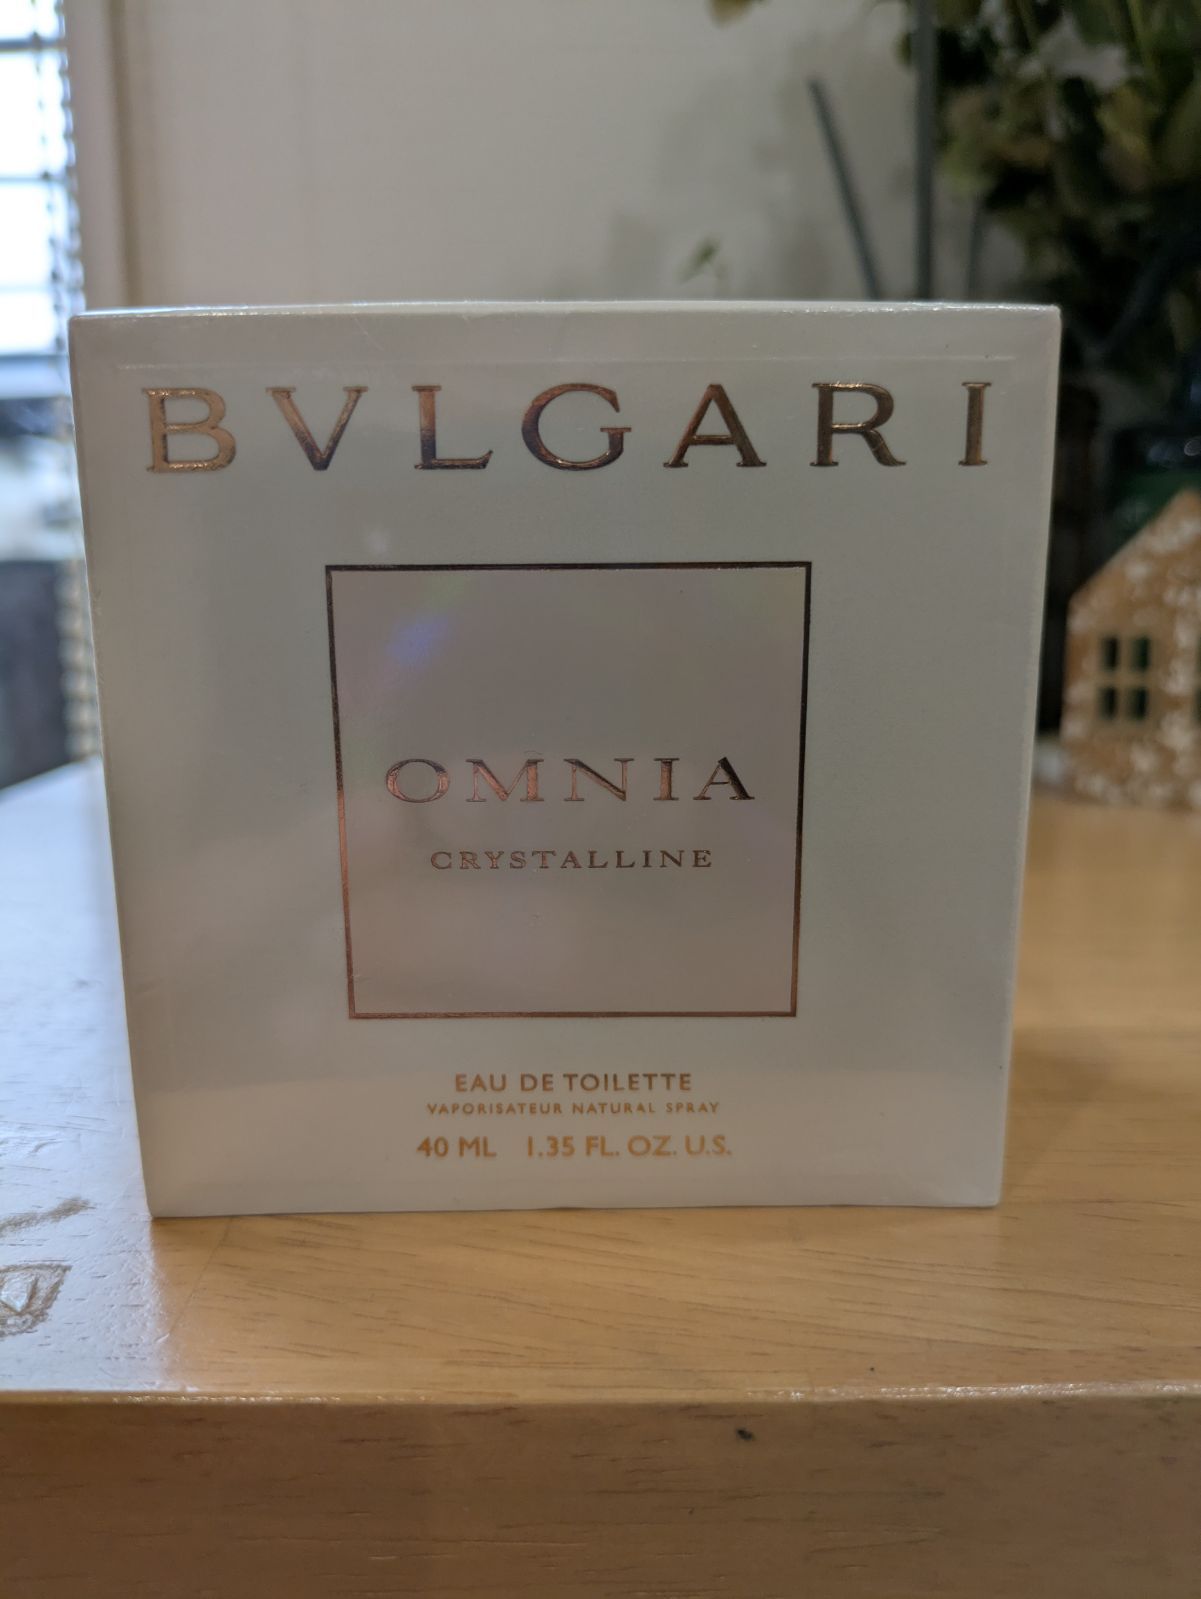 BVLGARI
OMNIA
CRYSTALLINE
EAU DE TOILETTE
VAPORISATEUR NATURAL SPRAY
40 ML 1.35 FL. OZ. U.S.